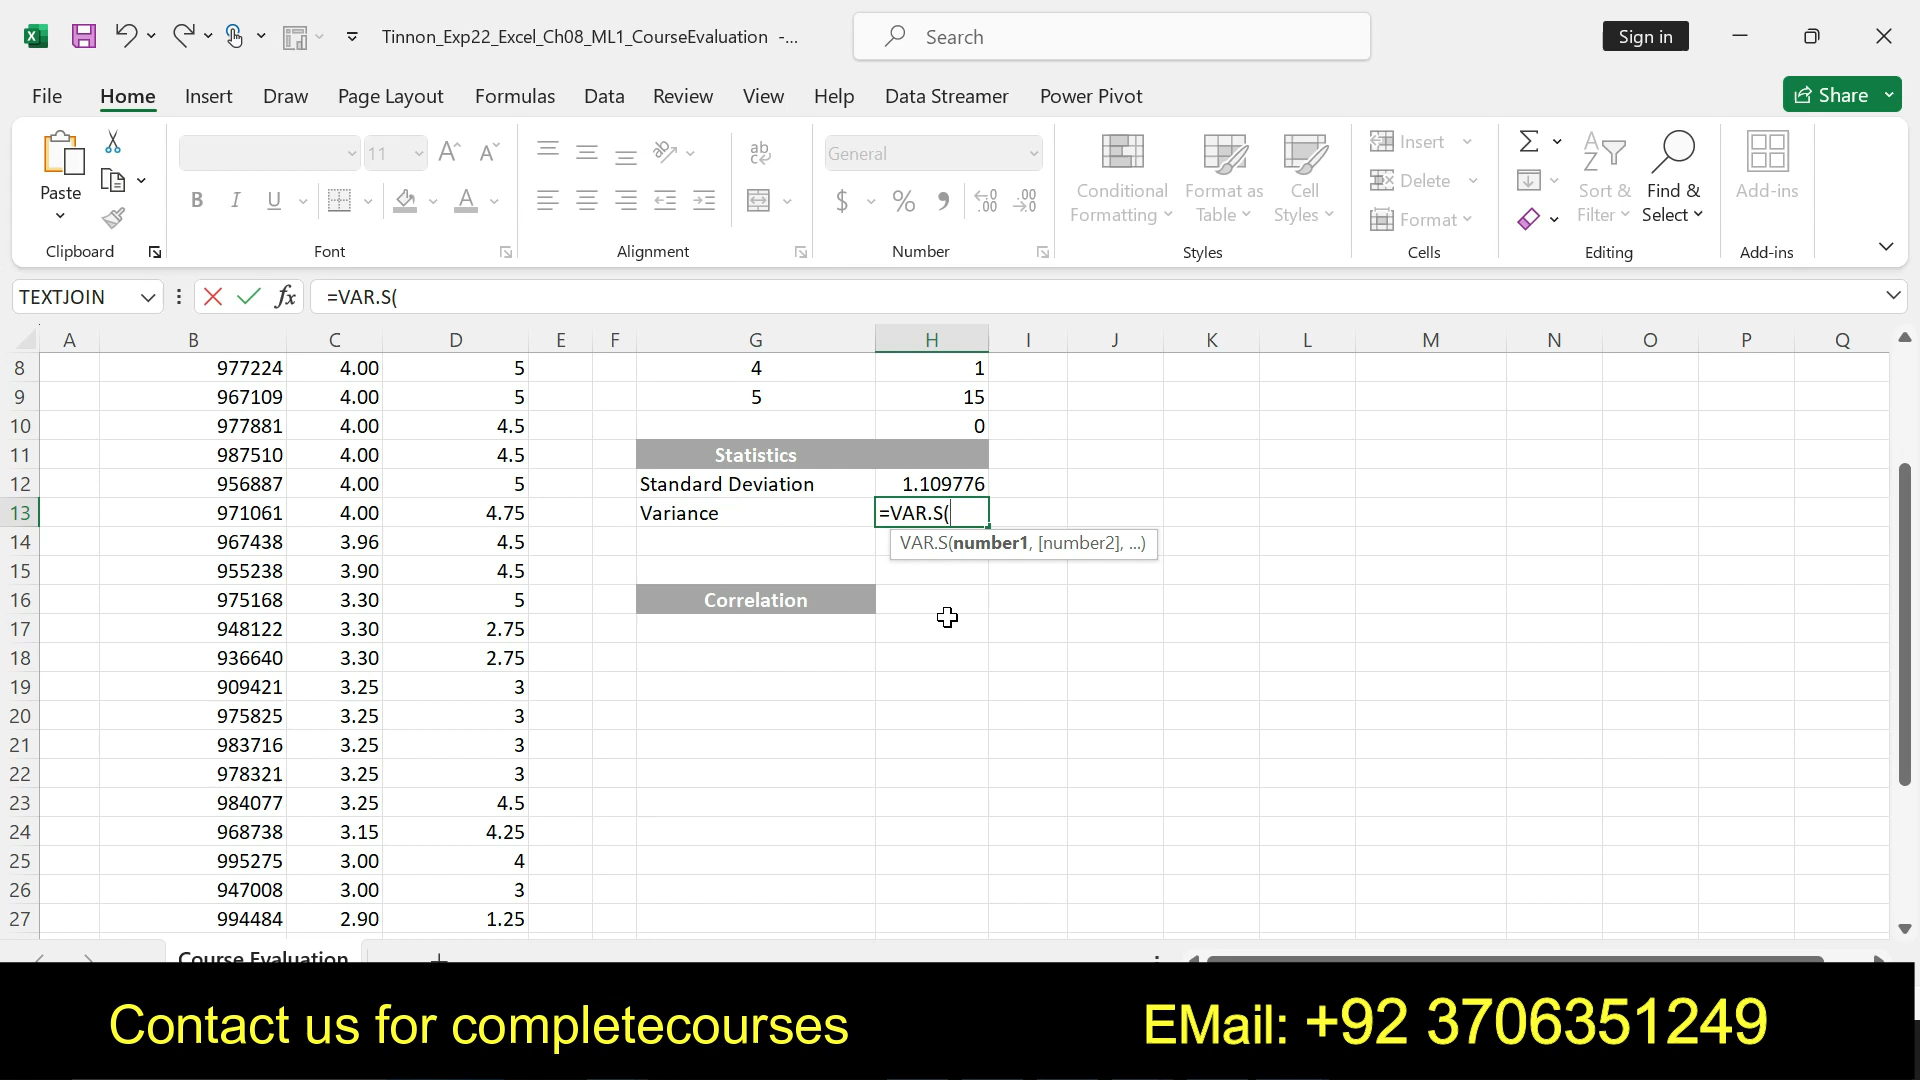 Tinnon_Exp22_Excel_Ch08_ML1_CourseEvaluation -...
Search
Sign in
File Home Insert Draw Page Layout Formulas Data Review View Help Data Streamer Power Pivot
Share
Paste
Clipboard
11
Font
Alignment
General
Number
Conditional Formatting
Format as Table
Cell Styles
Styles
Insert
Delete
Format
Cells
Sort & Filter
Find & Select
Editing
Add-ins
Add-ins
TEXTJOIN =VAR.S(
A B C D E F G H I J K L M N O P Q
8 977224 4.00 5 4 1
9 967109 4.00 5 5 15
10 977881 4.00 4.5 0
11 987510 4.00 4.5 Statistics
12 956887 4.00 5 Standard Deviation 1.109776
13 971061 4.00 4.75 Variance =VAR.S(
14 967438 3.96 4.5 VAR.S(number1, [number2], ...)
15 955238 3.90 4.5
16 975168 3.30 5 Correlation
17 948122 3.30 2.75
18 936640 3.30 2.75
19 909421 3.25 3
20 975825 3.25 3
21 983716 3.25 3
22 978321 3.25 3
23 984077 3.25 4.5
24 968738 3.15 4.25
25 995275 3.00 4
26 947008 3.00 3
27 994484 2.90 1.25
Course Evaluation
Contact us for completecourses EMail: +92 3706351249